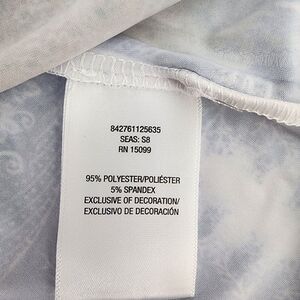 842761125635
SEAS: S8
RN 15099
95% POLYESTER/POLIÉSTER
5% SPANDEX
EXCLUSIVE OF DECORATION/
EXCLUSIVO DE DECORACIÓN